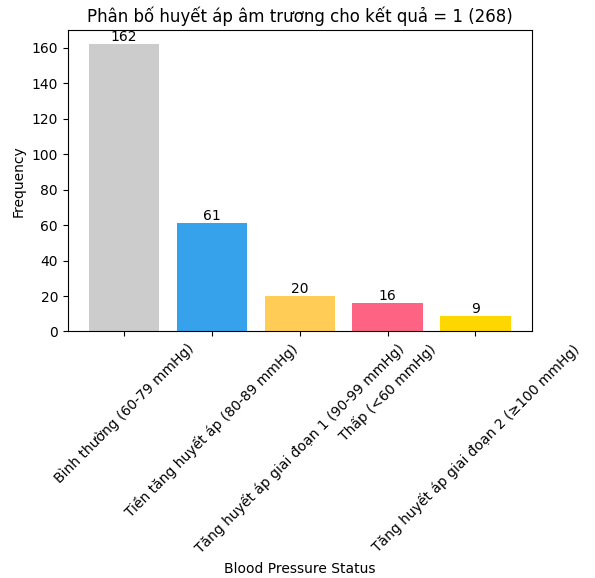 Phân bố huyết áp âm trương cho kết quả = 1 (268)
Frequency
160
140
120
100
80
60
40
20
0
162
61
20
16
9
Bình thường (60-79 mmHg)
Tiền tăng huyết áp (80-89 mmHg)
Tăng huyết áp giai đoạn 1 (90-99 mmHg)
Thấp (<60 mmHg)
Tăng huyết áp giai đoạn 2 (≥100 mmHg)
Blood Pressure Status